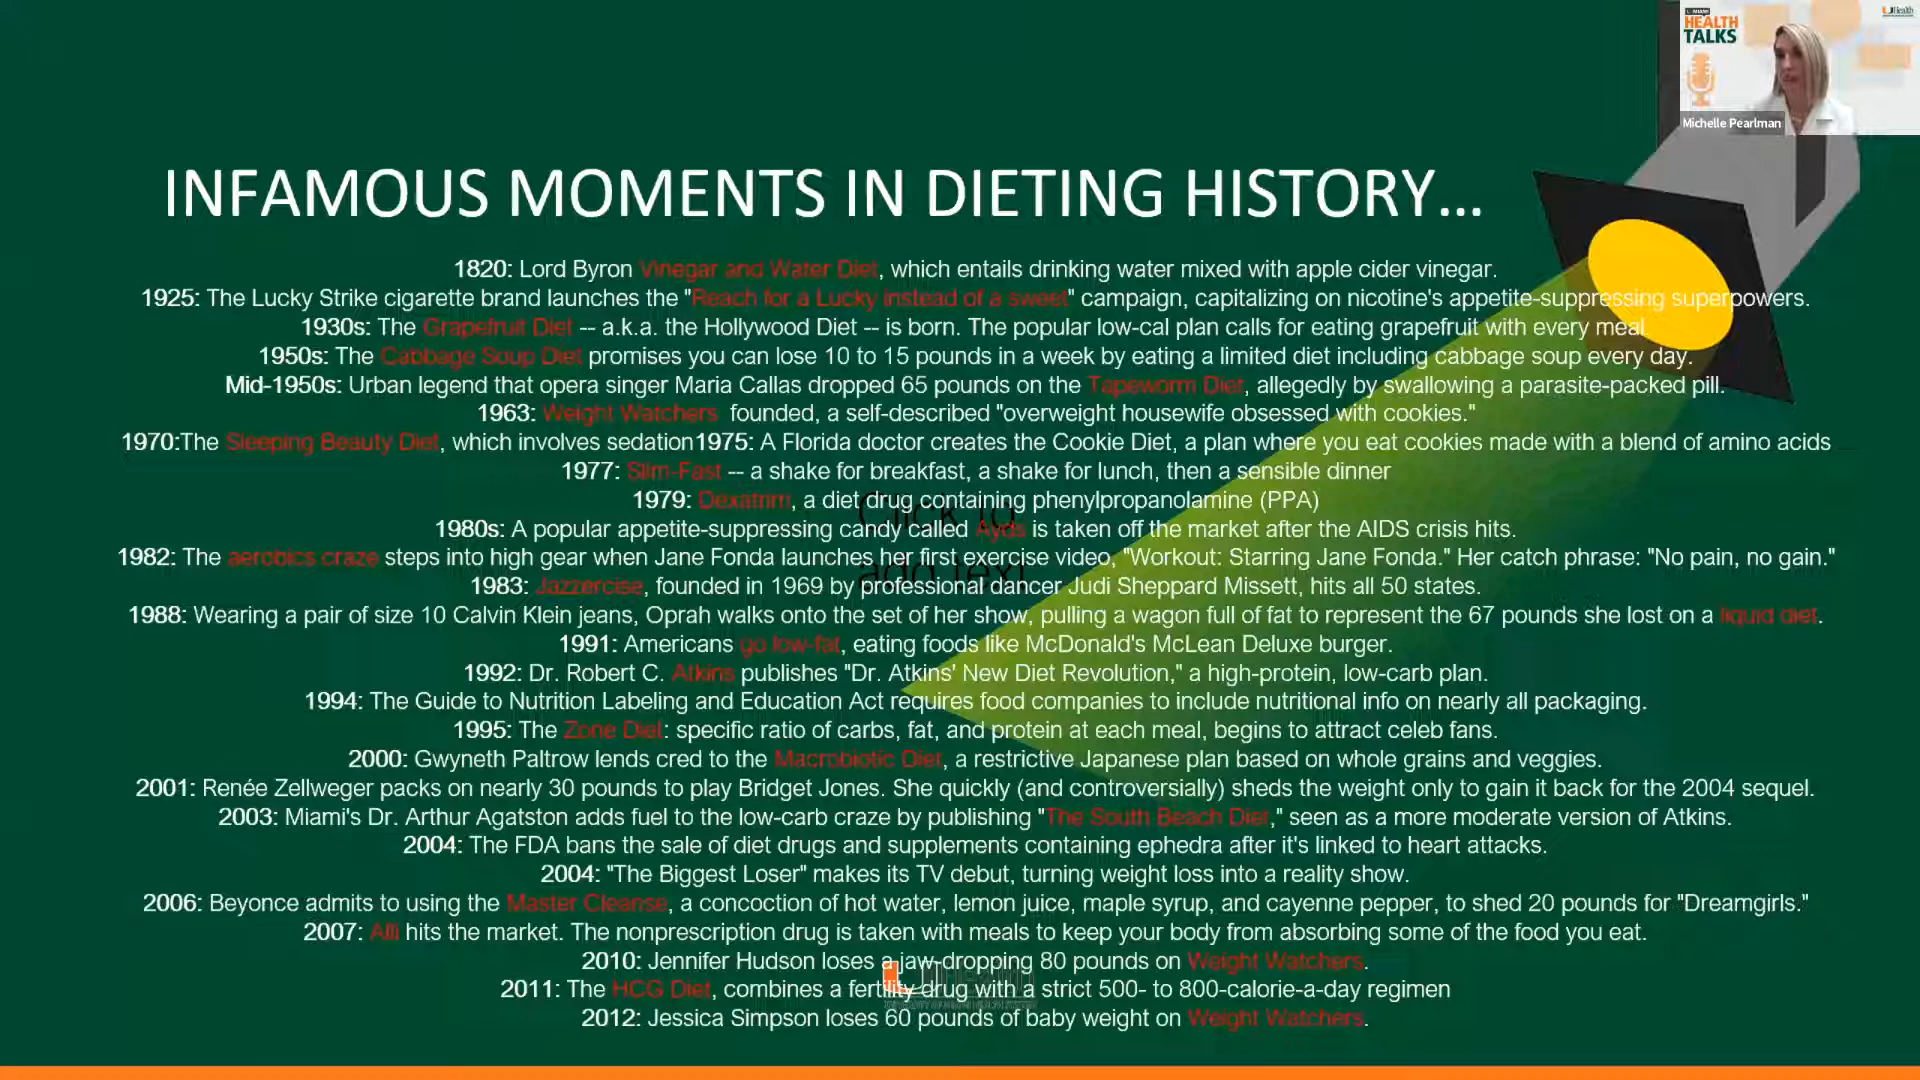 U MIAMI
HEALTH
TALKS
UHealth
Michelle Pearlman
INFAMOUS MOMENTS IN DIETING HISTORY...
1820: Lord Byron Vinegar and Water Diet, which entails drinking water mixed with apple cider vinegar.
1925: The Lucky Strike cigarette brand launches the "Reach for a Lucky instead of a sweet" campaign, capitalizing on nicotine's appetite-suppressing superpowers.
1930s: The Grapefruit Diet -- a.k.a. the Hollywood Diet -- is born. The popular low-cal plan calls for eating grapefruit with every meal
1950s: The Cabbage Soup Diet promises you can lose 10 to 15 pounds in a week by eating a limited diet including cabbage soup every day.
Mid-1950s: Urban legend that opera singer Maria Callas dropped 65 pounds on the Tapeworm Diet, allegedly by swallowing a parasite-packed pill.
1963: Weight Watchers founded, a self-described "overweight housewife obsessed with cookies."
1970:The Sleeping Beauty Diet, which involves sedation1975: A Florida doctor creates the Cookie Diet, a plan where you eat cookies made with a blend of amino acids
1977: Slim-Fast -- a shake for breakfast, a shake for lunch, then a sensible dinner
1979: Dexatrim, a diet drug containing phenylpropanolamine (PPA)
Click to
1980s: A popular appetite-suppressing candy called Ayds is taken off the market after the AIDS crisis hits.
1982: The aerobics craze steps into high gear when Jane Fonda launches her first exercise video, "Workout: Starring Jane Fonda." Her catch phrase: "No pain, no gain."
add text
1983: Jazzercise, founded in 1969 by professional dancer Judi Sheppard Missett, hits all 50 states.
1988: Wearing a pair of size 10 Calvin Klein jeans, Oprah walks onto the set of her show, pulling a wagon full of fat to represent the 67 pounds she lost on a liquid diet.
1991: Americans go low-fat, eating foods like McDonald's McLean Deluxe burger.
1992: Dr. Robert C. Atkins publishes "Dr. Atkins' New Diet Revolution," a high-protein, low-carb plan.
1994: The Guide to Nutrition Labeling and Education Act requires food companies to include nutritional info on nearly all packaging.
1995: The Zone Diet: specific ratio of carbs, fat, and protein at each meal, begins to attract celeb fans.
2000: Gwyneth Paltrow lends cred to the Macrobiotic Diet, a restrictive Japanese plan based on whole grains and veggies.
2001: Renée Zellweger packs on nearly 30 pounds to play Bridget Jones. She quickly (and controversially) sheds the weight only to gain it back for the 2004 sequel.
2003: Miami's Dr. Arthur Agatston adds fuel to the low-carb craze by publishing "The South Beach Diet," seen as a more moderate version of Atkins.
2004: The FDA bans the sale of diet drugs and supplements containing ephedra after it's linked to heart attacks.
2004: "The Biggest Loser" makes its TV debut, turning weight loss into a reality show.
2006: Beyonce admits to using the Master Cleanse, a concoction of hot water, lemon juice, maple syrup, and cayenne pepper, to shed 20 pounds for "Dreamgirls."
2007: Alli hits the market. The nonprescription drug is taken with meals to keep your body from absorbing some of the food you eat.
2010: Jennifer Hudson loses a jaw-dropping 80 pounds on Weight Watchers.
2011: The HCG Diet, combines a fertility drug with a strict 500- to 800-calorie-a-day regimen
2012: Jessica Simpson loses 60 pounds of baby weight on Weight Watchers.